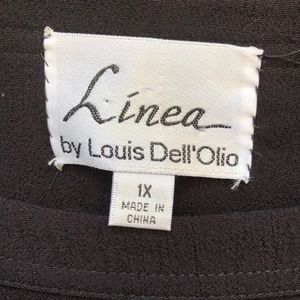 Linea
by Louis Dell'Olio
1X
MADE IN
CHINA